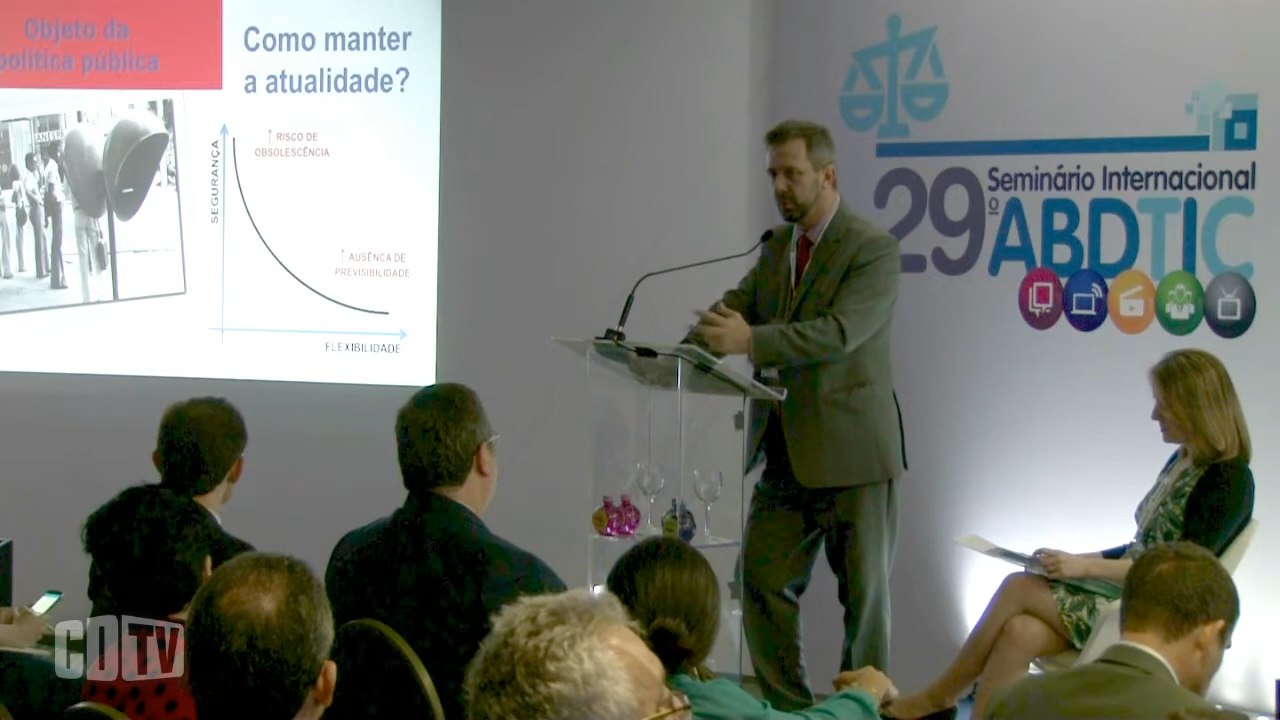 Objeto da
política pública
Como manter
a atualidade?
SEGURANÇA
↑ RISCO DE
OBSOLESCÊNCIA
↑ AUSÊNCA DE
PREVISIBILIDADE
FLEXIBILIDADE
29º Seminário Internacional
ABDTIC
CDTV